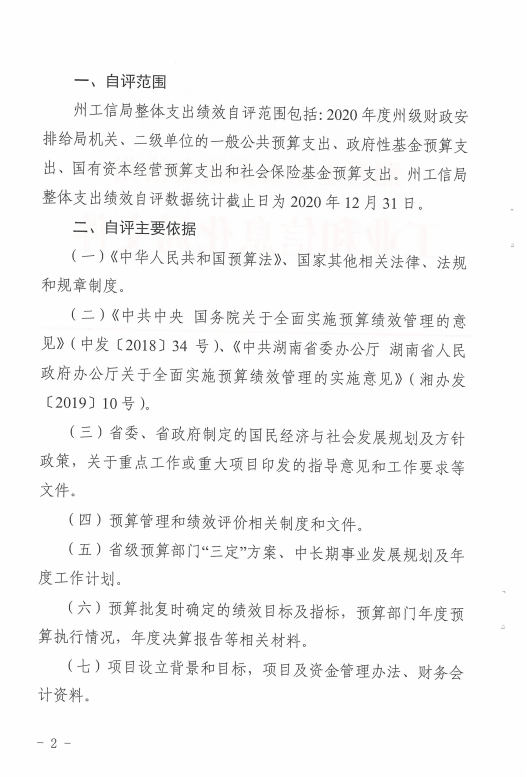 一、自评范围
州工信局整体支出绩效自评范围包括：2020 年度州级财政安
排给局机关、二级单位的一般公共预算支出、政府性基金预算支
出、国有资本经营预算支出和社会保险基金预算支出。州工信局
整体支出绩效自评数据统计截止日为 2020 年 12 月 31 日。
二、自评主要依据
（一）《中华人民共和国预算法》、国家其他相关法律、法规
和规章制度。
（二）《中共中央 国务院关于全面实施预算绩效管理的意
见》（中发〔2018〕34 号）、《中共湖南省委办公厅 湖南省人民
政府办公厅关于全面实施预算绩效管理的实施意见》（湘办发
〔2019〕10 号）。
（三）省委、省政府制定的国民经济与社会发展规划及方针
政策，关于重点工作或重大项目印发的指导意见和工作要求等
文件。
（四）预算管理和绩效评价相关制度和文件。
（五）省级预算部门“三定”方案、中长期事业发展规划及年
度工作计划。
（六）预算批复时确定的绩效目标及指标，预算部门年度预
算执行情况，年度决算报告等相关材料。
（七）项目设立背景和目标，项目及资金管理办法、财务会
计资料。
- 2 -